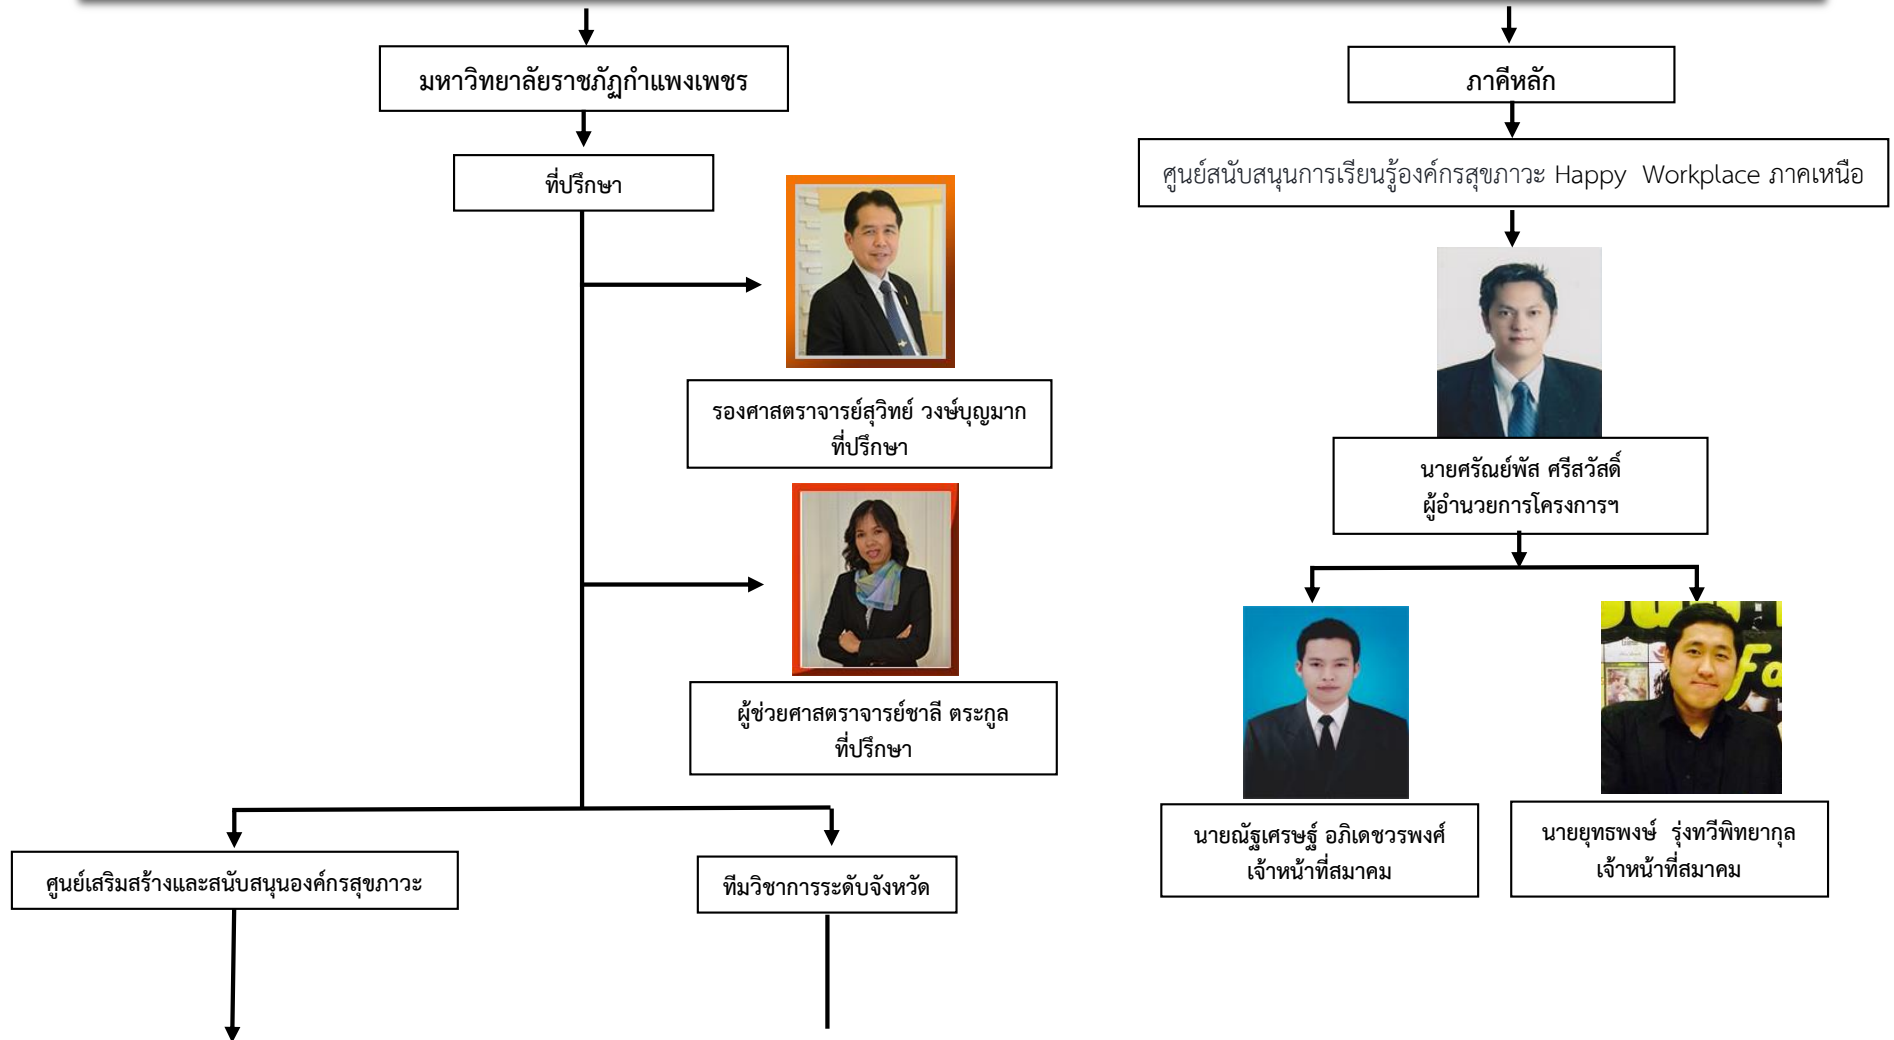 มหาวิทยาลัยราชภัฏกำแพงเพชร
ที่ปรึกษา
รองศาสตราจารย์สุวิทย์ วงษ์บุญมาก
ที่ปรึกษา
ผู้ช่วยศาสตราจารย์ชาลี ตระกูล
ที่ปรึกษา
ศูนย์เสริมสร้างและสนับสนุนองค์กรสุขภาวะ
ทีมวิชาการระดับจังหวัด
ภาคีหลัก
ศูนย์สนับสนุนการเรียนรู้องค์กรสุขภาวะ Happy Workplace ภาคเหนือ
นายศรัณย์พัส ศรีสวัสดิ์
ผู้อำนวยการโครงการฯ
นายณัฐเศรษฐ์ อภิเดชวรพงศ์
เจ้าหน้าที่สมาคม
นายยุทธพงษ์ รุ่งทวีพิทยากุล
เจ้าหน้าที่สมาคม